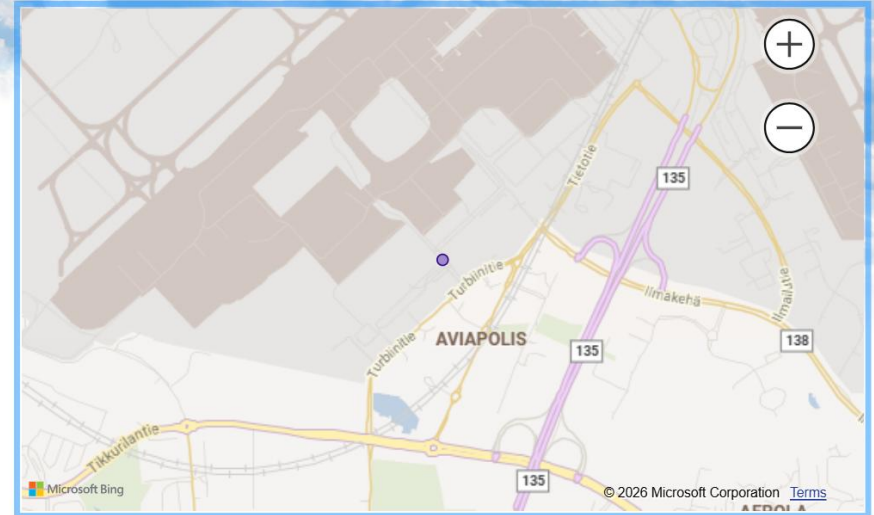 Tietotie
135
Turbiinitie
Ilmakehä
Ilmailutie
Turbiinitie
AVIAPOLIS
135
138
Tikkurilantie
135
Microsoft Bing
© 2026 Microsoft Corporation Terms